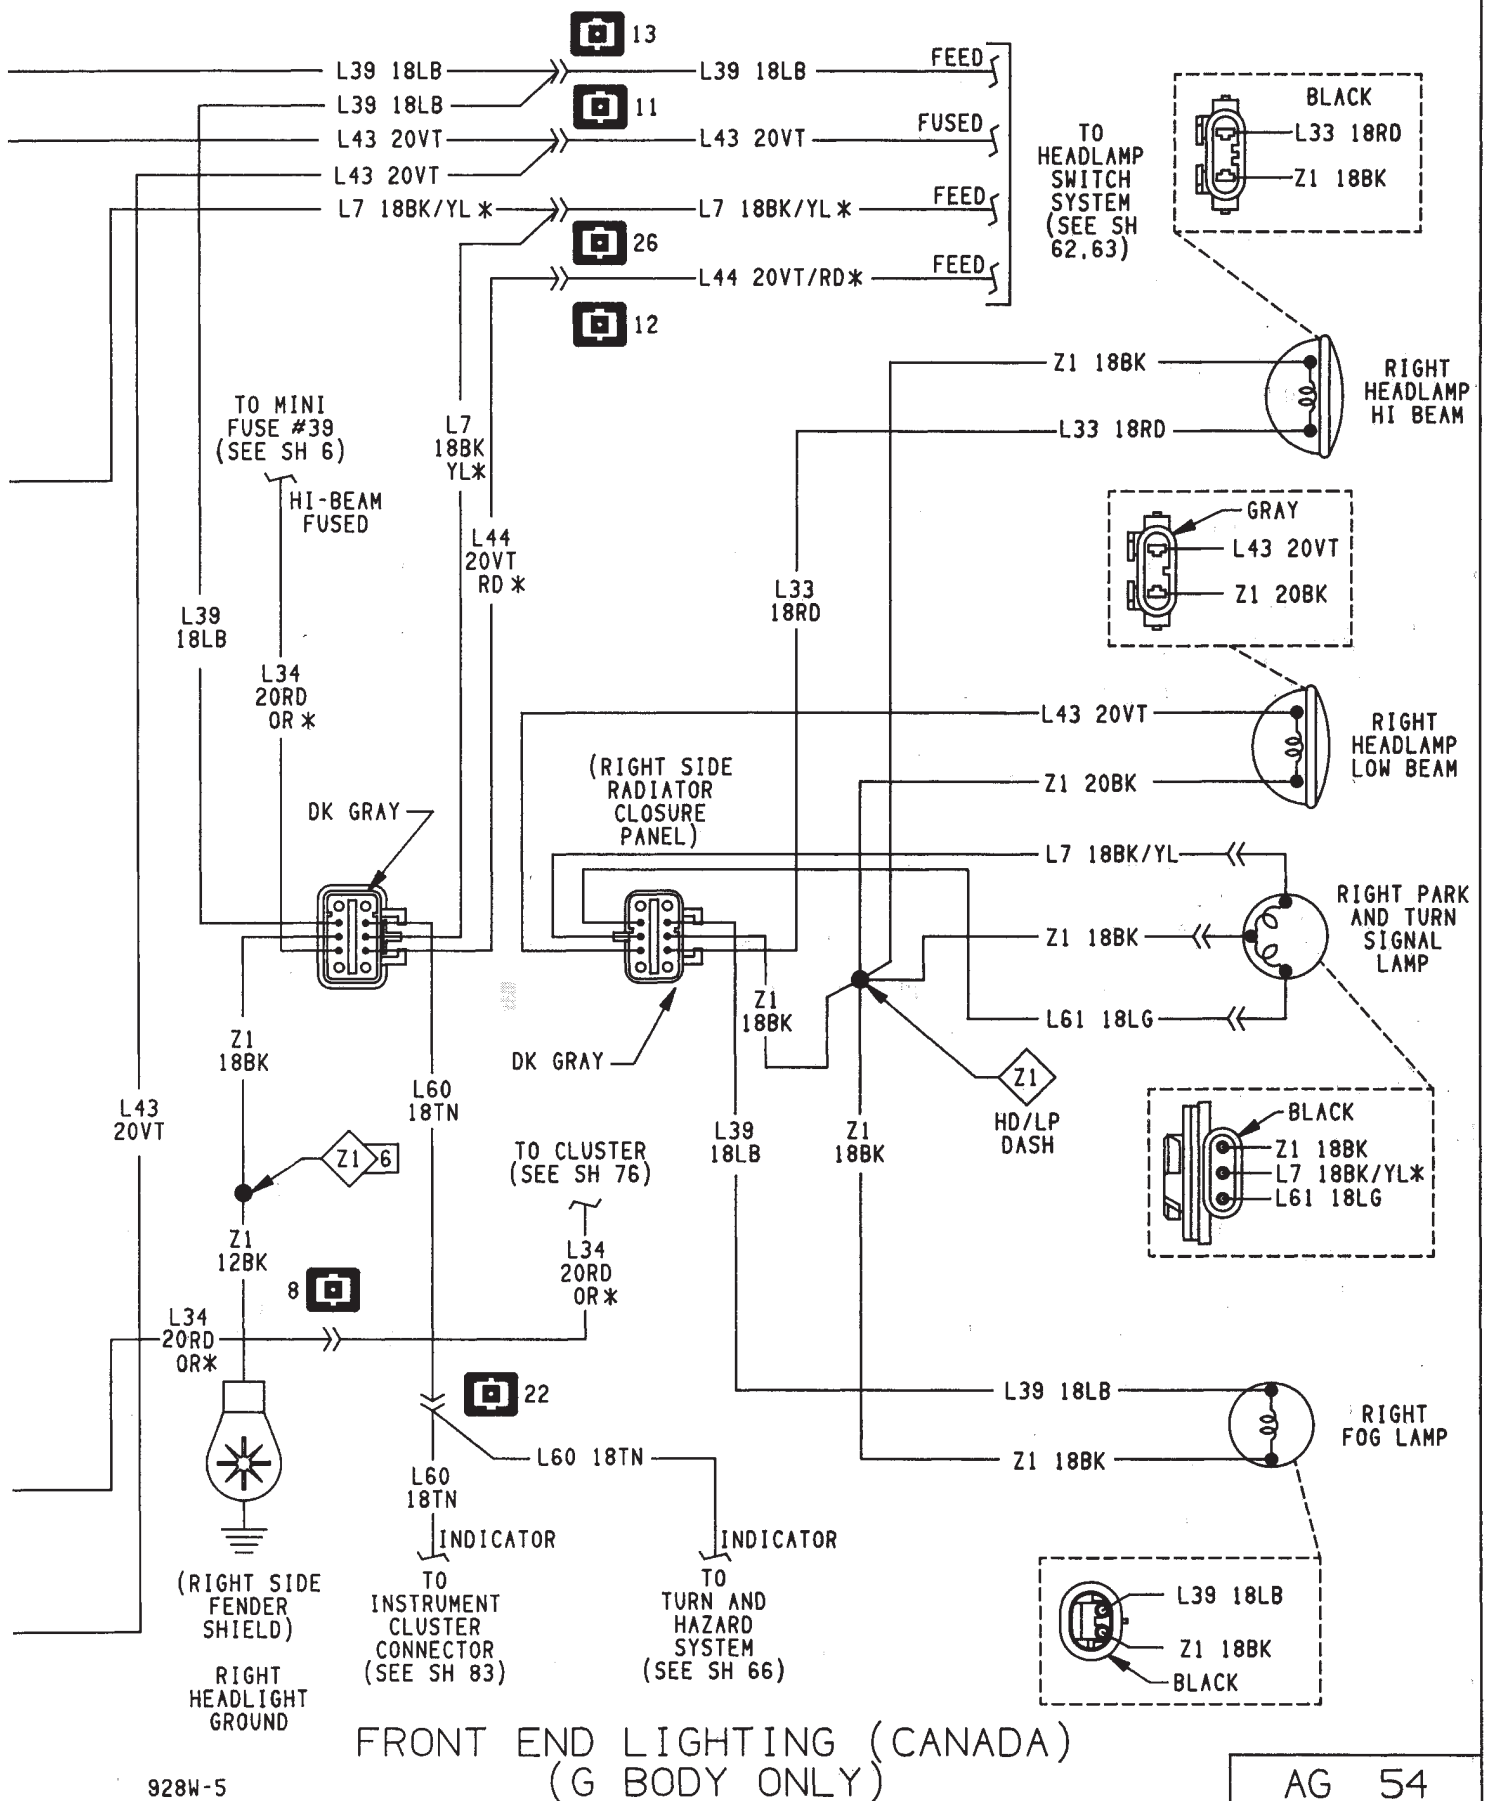 13
L39 18LB
L39 18LB
FEED
L39 18LB
11
L43 20VT
L43 20VT
FUSED
L43 20VT
L7 18BK/YL*
L7 18BK/YL*
FEED
26
L44 20VT/RD*
FEED
12
TO
HEADLAMP
SWITCH
SYSTEM
(SEE SH
62,63)
BLACK
L33 18RD
Z1 18BK
Z1 18BK
L33 18RD
RIGHT
HEADLAMP
HI BEAM
TO MINI
FUSE #39
(SEE SH 6)
HI-BEAM
FUSED
L7
18BK
YL*
L44
20VT
RD*
GRAY
L43 20VT
Z1 20BK
L33
18RD
L39
18LB
L34
20RD
OR*
L43 20VT
Z1 20BK
RIGHT
HEADLAMP
LOW BEAM
(RIGHT SIDE
RADIATOR
CLOSURE
PANEL)
DK GRAY
L7 18BK/YL
Z1 18BK
L61 18LG
RIGHT PARK
AND TURN
SIGNAL
LAMP
Z1
18BK
DK GRAY
Z1
HD/LP
DASH
Z1
18BK
L60
18TN
L43
20VT
Z1 6
L39
18LB
Z1
18BK
TO CLUSTER
(SEE SH 76)
BLACK
Z1 18BK
L7 18BK/YL*
L61 18LG
Z1
12BK
L34
20RD
OR*
8
L34
20RD
OR*
22
L39 18LB
Z1 18BK
RIGHT
FOG LAMP
L60 18TN
L60
18TN
INDICATOR
INDICATOR
(RIGHT SIDE
FENDER
SHIELD)
RIGHT
HEADLIGHT
GROUND
TO
INSTRUMENT
CLUSTER
CONNECTOR
(SEE SH 83)
TO
TURN AND
HAZARD
SYSTEM
(SEE SH 66)
L39 18LB
Z1 18BK
BLACK
FRONT END LIGHTING (CANADA)
(G BODY ONLY)
928W-5
AG 54